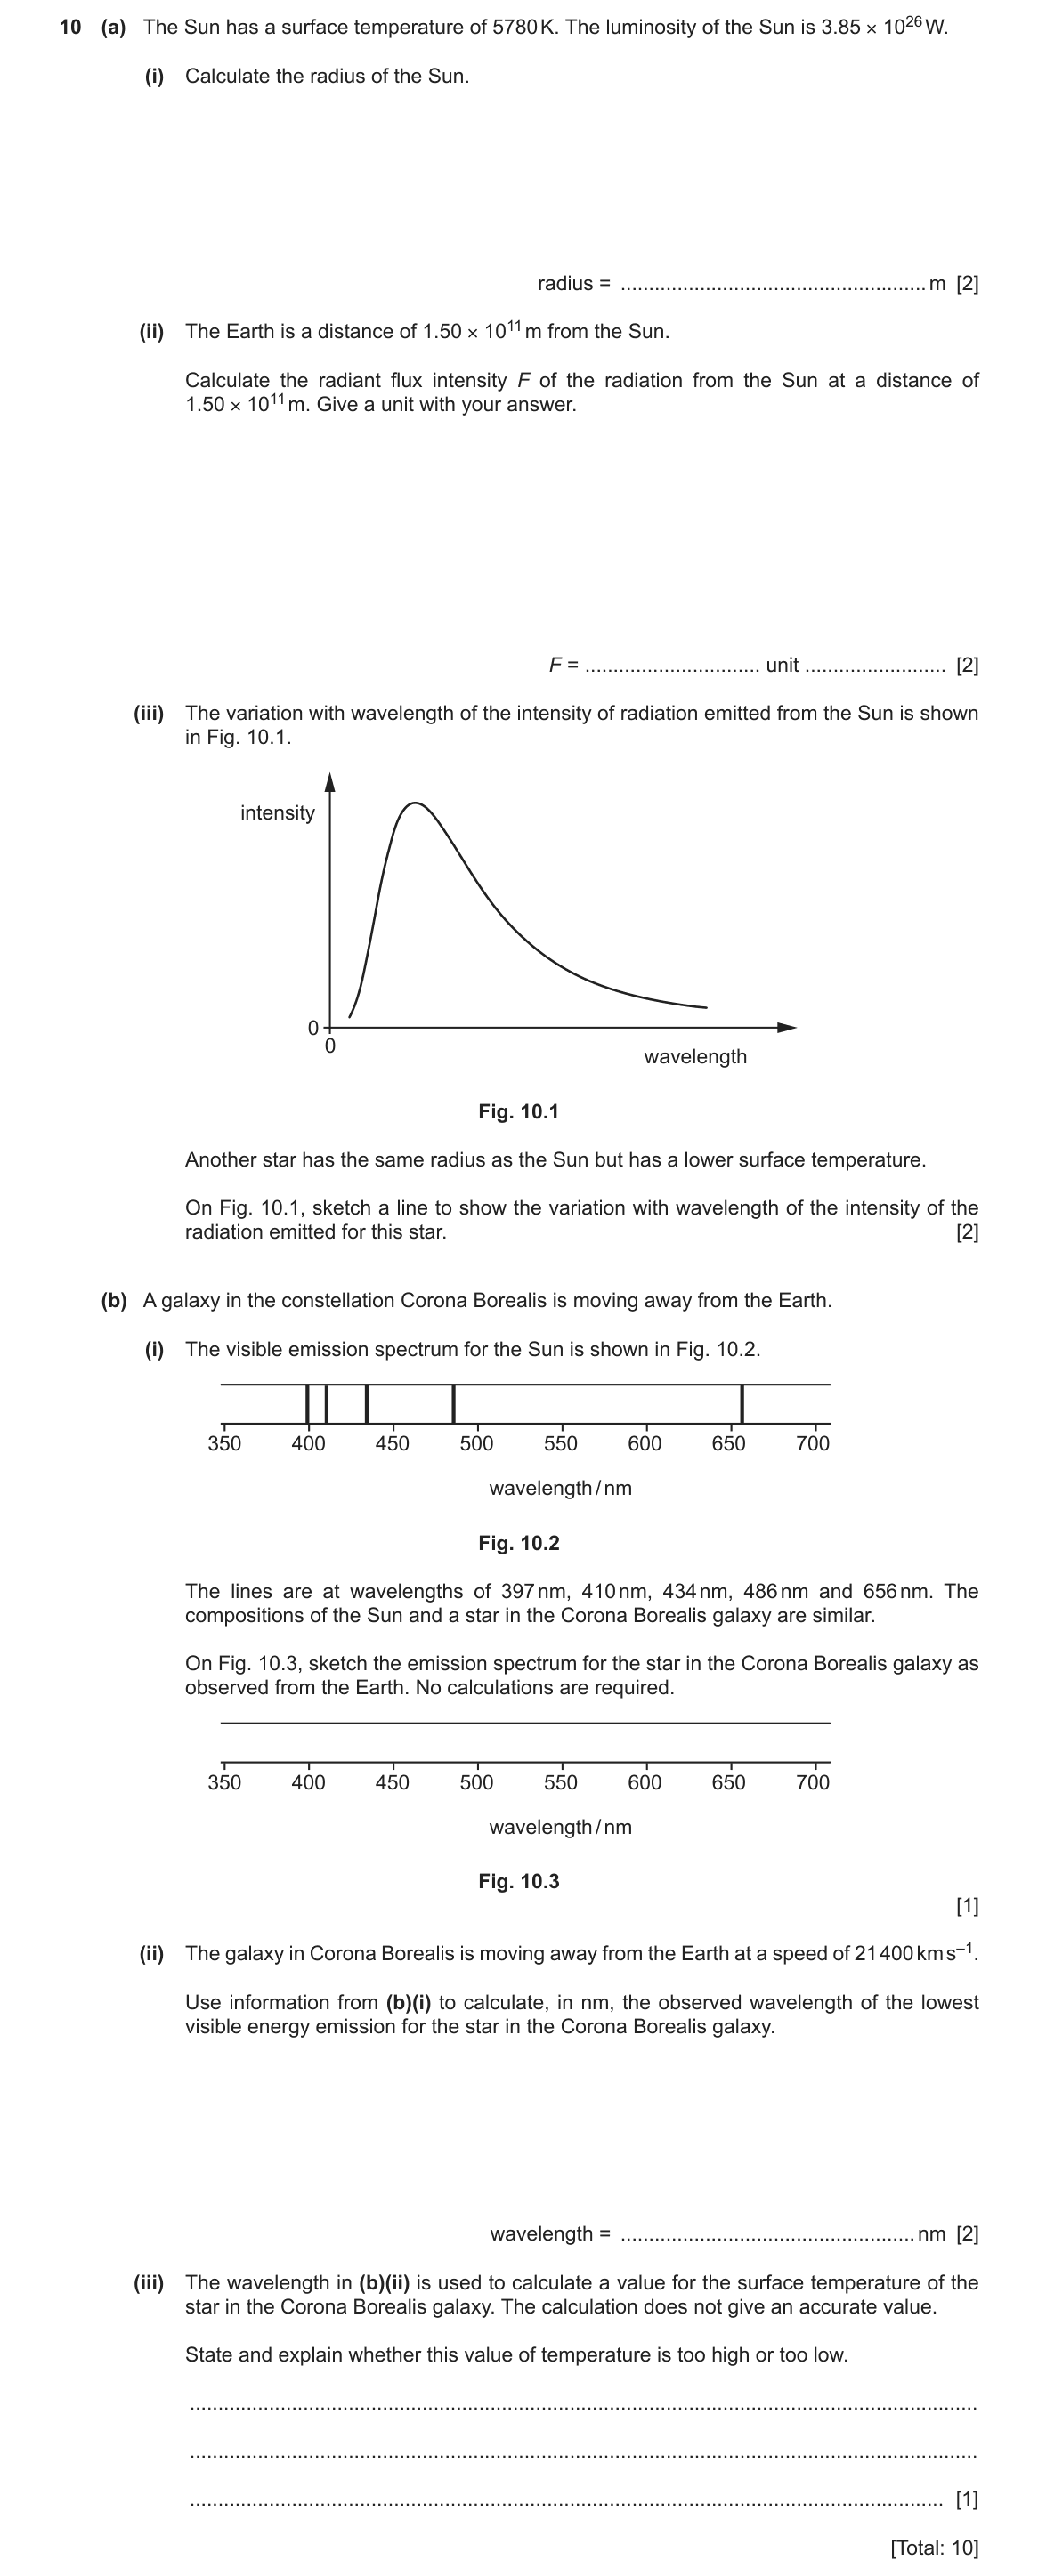 10 (a) The Sun has a surface temperature of 5780 K. The luminosity of the Sun is 3.85 × 10²⁶ W.
(i) Calculate the radius of the Sun.
radius = ...................................................... m [2]
(ii) The Earth is a distance of 1.50 × 10¹¹ m from the Sun.
Calculate the radiant flux intensity F of the radiation from the Sun at a distance of
1.50 × 10¹¹ m. Give a unit with your answer.
F = ............................... unit ......................... [2]
(iii) The variation with wavelength of the intensity of radiation emitted from the Sun is shown
in Fig. 10.1.
intensity
0
0
wavelength
Fig. 10.1
Another star has the same radius as the Sun but has a lower surface temperature.
On Fig. 10.1, sketch a line to show the variation with wavelength of the intensity of the
radiation emitted for this star. [2]
(b) A galaxy in the constellation Corona Borealis is moving away from the Earth.
(i) The visible emission spectrum for the Sun is shown in Fig. 10.2.
350 400 450 500 550 600 650 700
wavelength / nm
Fig. 10.2
The lines are at wavelengths of 397 nm, 410 nm, 434 nm, 486 nm and 656 nm. The
compositions of the Sun and a star in the Corona Borealis galaxy are similar.
On Fig. 10.3, sketch the emission spectrum for the star in the Corona Borealis galaxy as
observed from the Earth. No calculations are required.
350 400 450 500 550 600 650 700
wavelength / nm
Fig. 10.3
[1]
(ii) The galaxy in Corona Borealis is moving away from the Earth at a speed of 21 400 km s⁻¹.
Use information from (b)(i) to calculate, in nm, the observed wavelength of the lowest
visible energy emission for the star in the Corona Borealis galaxy.
wavelength = .................................................... nm [2]
(iii) The wavelength in (b)(ii) is used to calculate a value for the surface temperature of the
star in the Corona Borealis galaxy. The calculation does not give an accurate value.
State and explain whether this value of temperature is too high or too low.
..........................................................................................................................................
..........................................................................................................................................
.................................................................................................................................... [1]
[Total: 10]